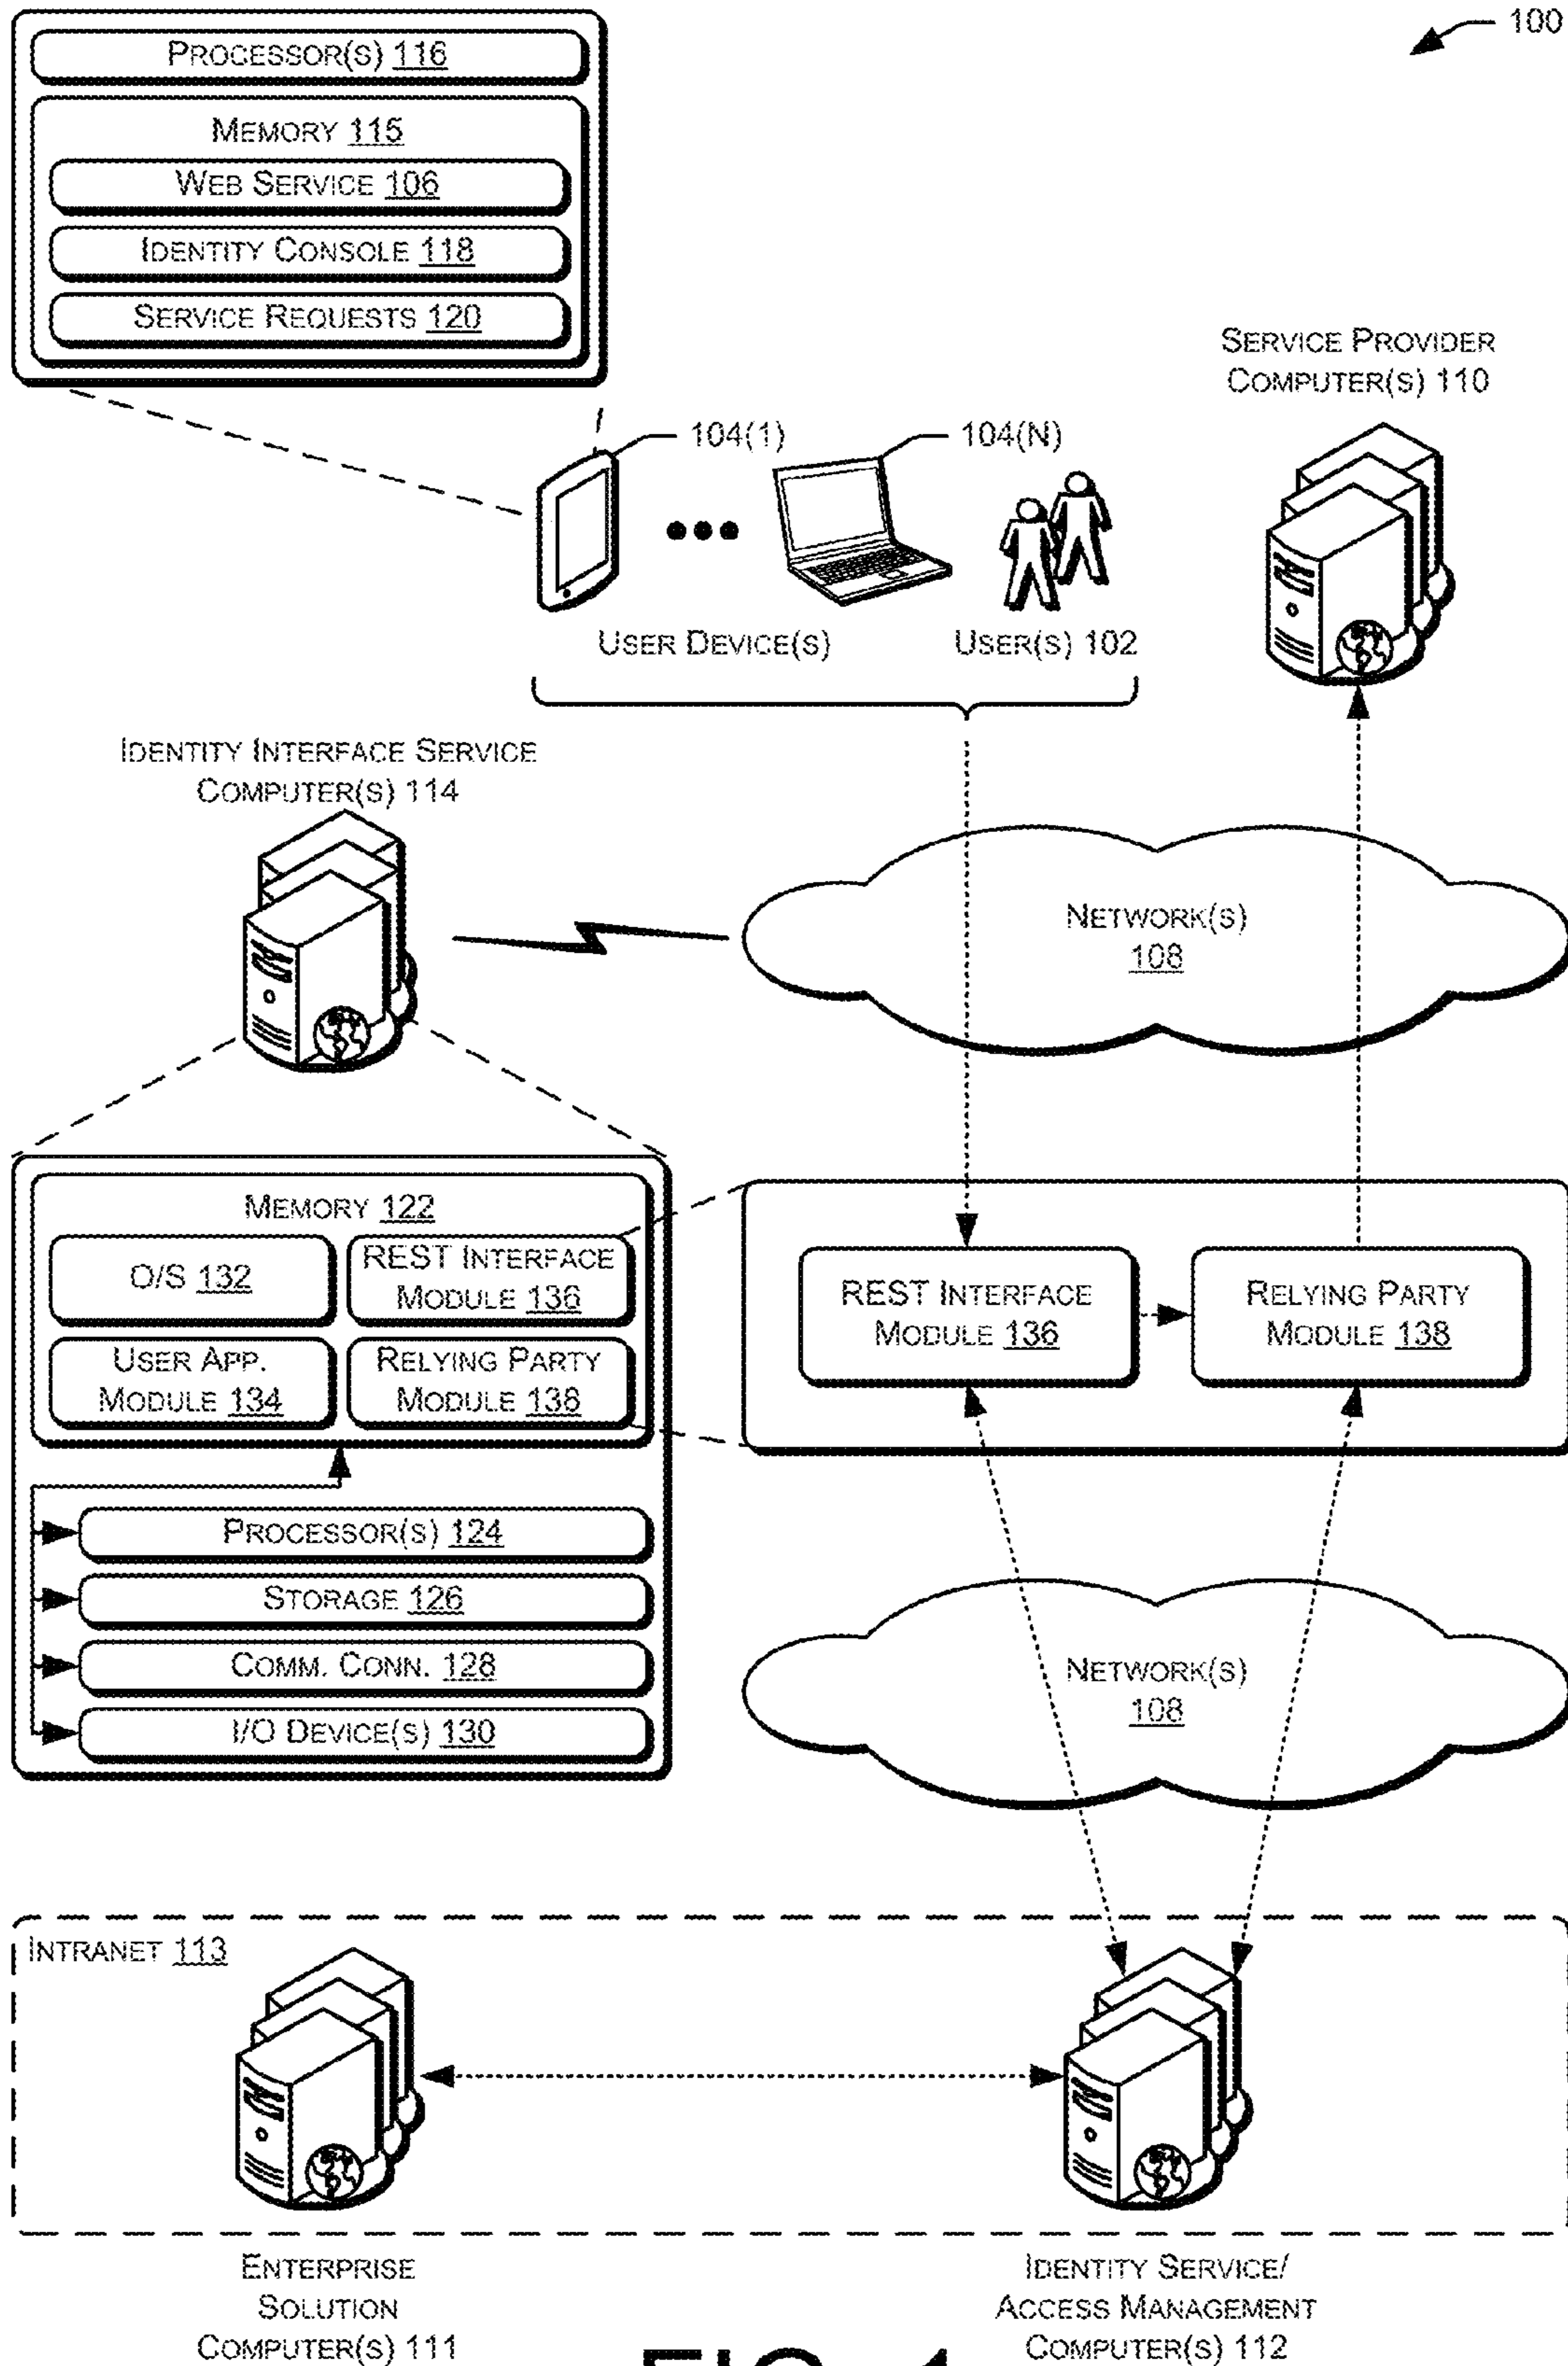 100
PROCESSOR(S) 116
MEMORY 115
WEB SERVICE 106
IDENTITY CONSOLE 118
SERVICE REQUESTS 120
SERVICE PROVIDER
COMPUTER(S) 110
104(1)
104(N)
USER DEVICE(S)
USER(S) 102
IDENTITY INTERFACE SERVICE
COMPUTER(S) 114
NETWORK(S)
108
MEMORY 122
O/S 132
REST INTERFACE
MODULE 136
USER APP.
MODULE 134
RELYING PARTY
MODULE 138
REST INTERFACE
MODULE 136
RELYING PARTY
MODULE 138
PROCESSOR(S) 124
STORAGE 126
COMM. CONN. 128
I/O DEVICE(S) 130
NETWORK(S)
108
INTRANET 113
ENTERPRISE
SOLUTION
COMPUTER(S) 111
IDENTITY SERVICE/
ACCESS MANAGEMENT
COMPUTER(S) 112
FIG. 1